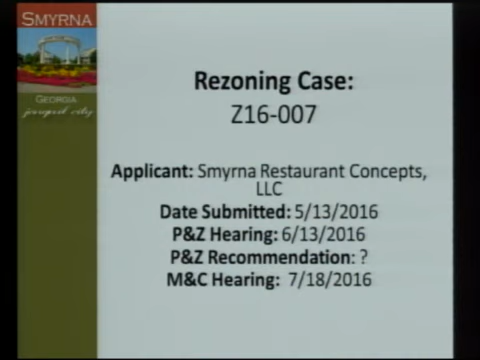 SMYRNA
GEORGIA
Jonquil City
Rezoning Case:
Z16-007
Applicant: Smyrna Restaurant Concepts,
LLC
Date Submitted: 5/13/2016
P&Z Hearing: 6/13/2016
P&Z Recommendation: ?
M&C Hearing: 7/18/2016